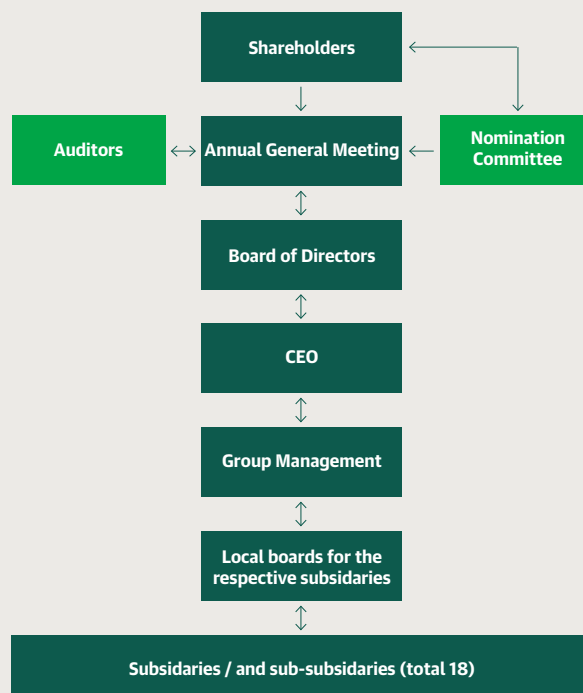 Shareholders
Auditors
Annual General Meeting
Nomination
Committee
Board of Directors
CEO
Group Management
Local boards for the
respective subsidaries
Subsidaries / and sub-subsidaries (total 18)